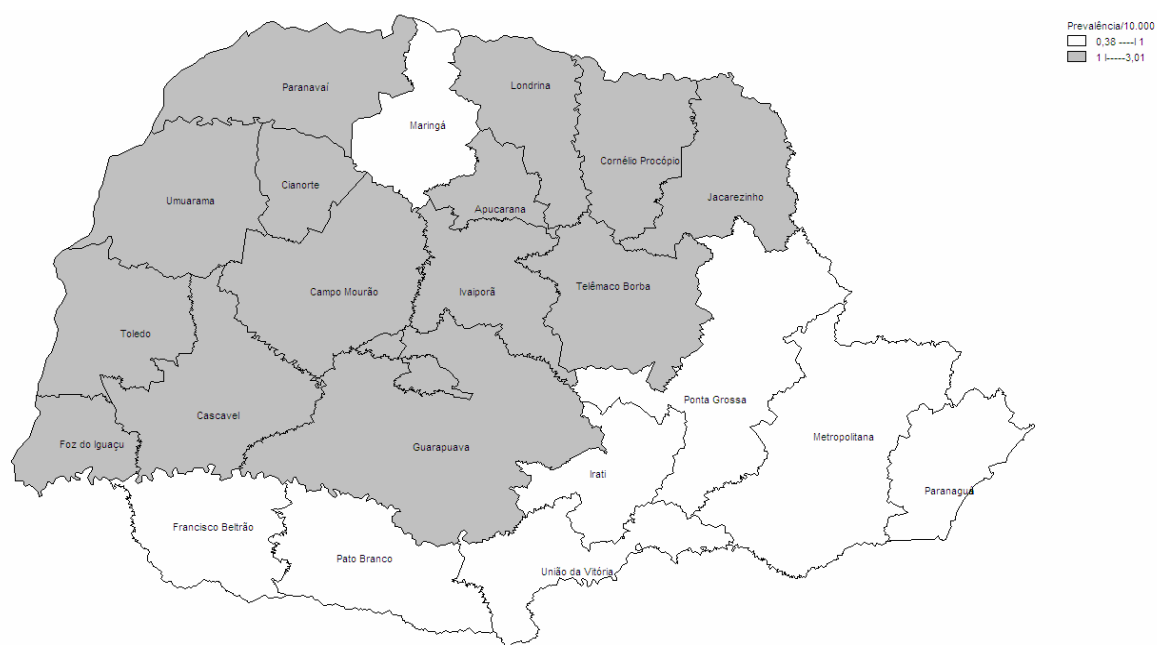 Prevalência/10.000
0,38 ----I 1
1 I-----3,01
Paranavaí
Londrina
Maringá
Cornélio Procópio
Cianorte
Umuarama
Jacarezinho
Apucarana
Telêmaco Borba
Campo Mourão
Ivaiporã
Toledo
Ponta Grossa
Cascavel
Metropolitana
Foz do Iguaçu
Guarapuava
Irati
Paranaguá
Francisco Beltrão
Pato Branco
União da Vitória